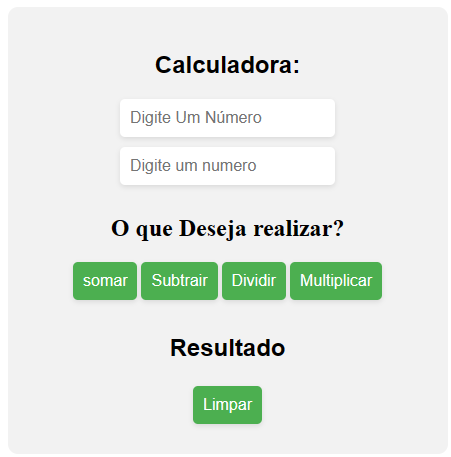 Calculadora:
Digite Um Número
Digite um numero
O que Deseja realizar?
somar Subtrair Dividir Multiplicar
Resultado
Limpar